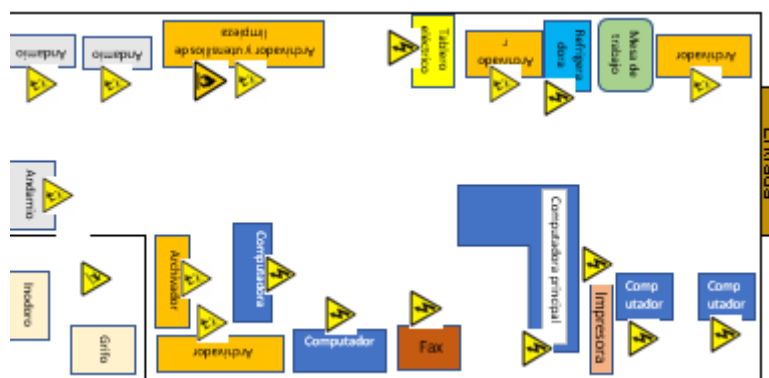 Andamio
Andamio
Archivador y utensilios de
limpieza
Tablero
eléctrico
Archivado
r
Refrigera
dora
Mesa de
trabajo
Archivador
Entrada
Andamio
Inodoro
Grifo
Archivador
Archivador
Computadora
Computador
Fax
Computadora principal
Impresora
Comp
utador
Comp
utador